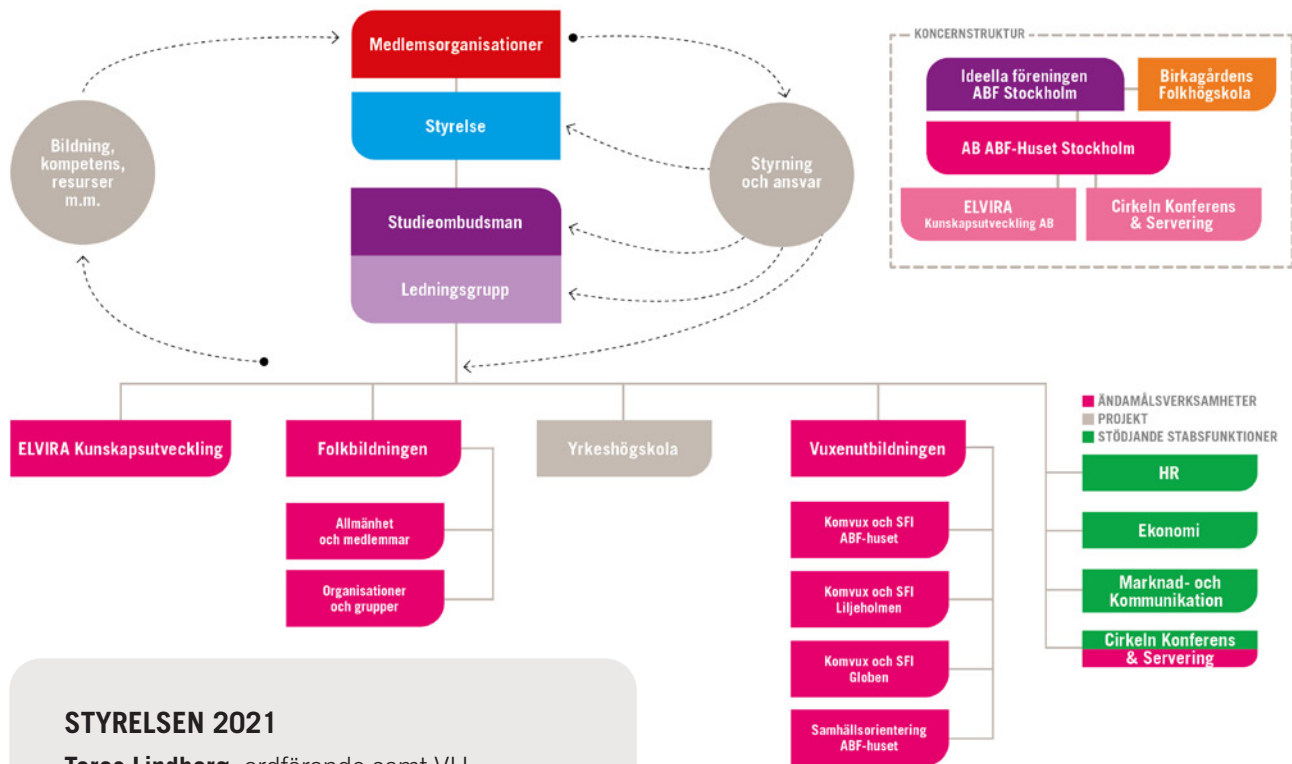 Medlemsorganisationer
Styrelse
Studieombudsman
Ledningsgrupp
Bildning,
kompetens,
resurser
m.m.
Styrning
och ansvar
KONCERNSTRUKTUR
Ideella föreningen
ABF Stockholm
Birkagårdens
Folkhögskola
AB ABF-Huset Stockholm
ELVIRA
Kunskapsutveckling AB
Cirkeln Konferens
& Servering
ELVIRA Kunskapsutveckling
Folkbildningen
Allmänhet
och medlemmar
Organisationer
och grupper
Yrkeshögskola
Vuxenutbildningen
Komvux och SFI
ABF-huset
Komvux och SFI
Liljeholmen
Komvux och SFI
Globen
Samhällsorientering
ABF-huset
ÄNDAMÅLSVERKSAMHETER
PROJEKT
STÖDJANDE STABSFUNKTIONER
HR
Ekonomi
Marknad- och
Kommunikation
Cirkeln Konferens
& Servering
STYRELSEN 2021